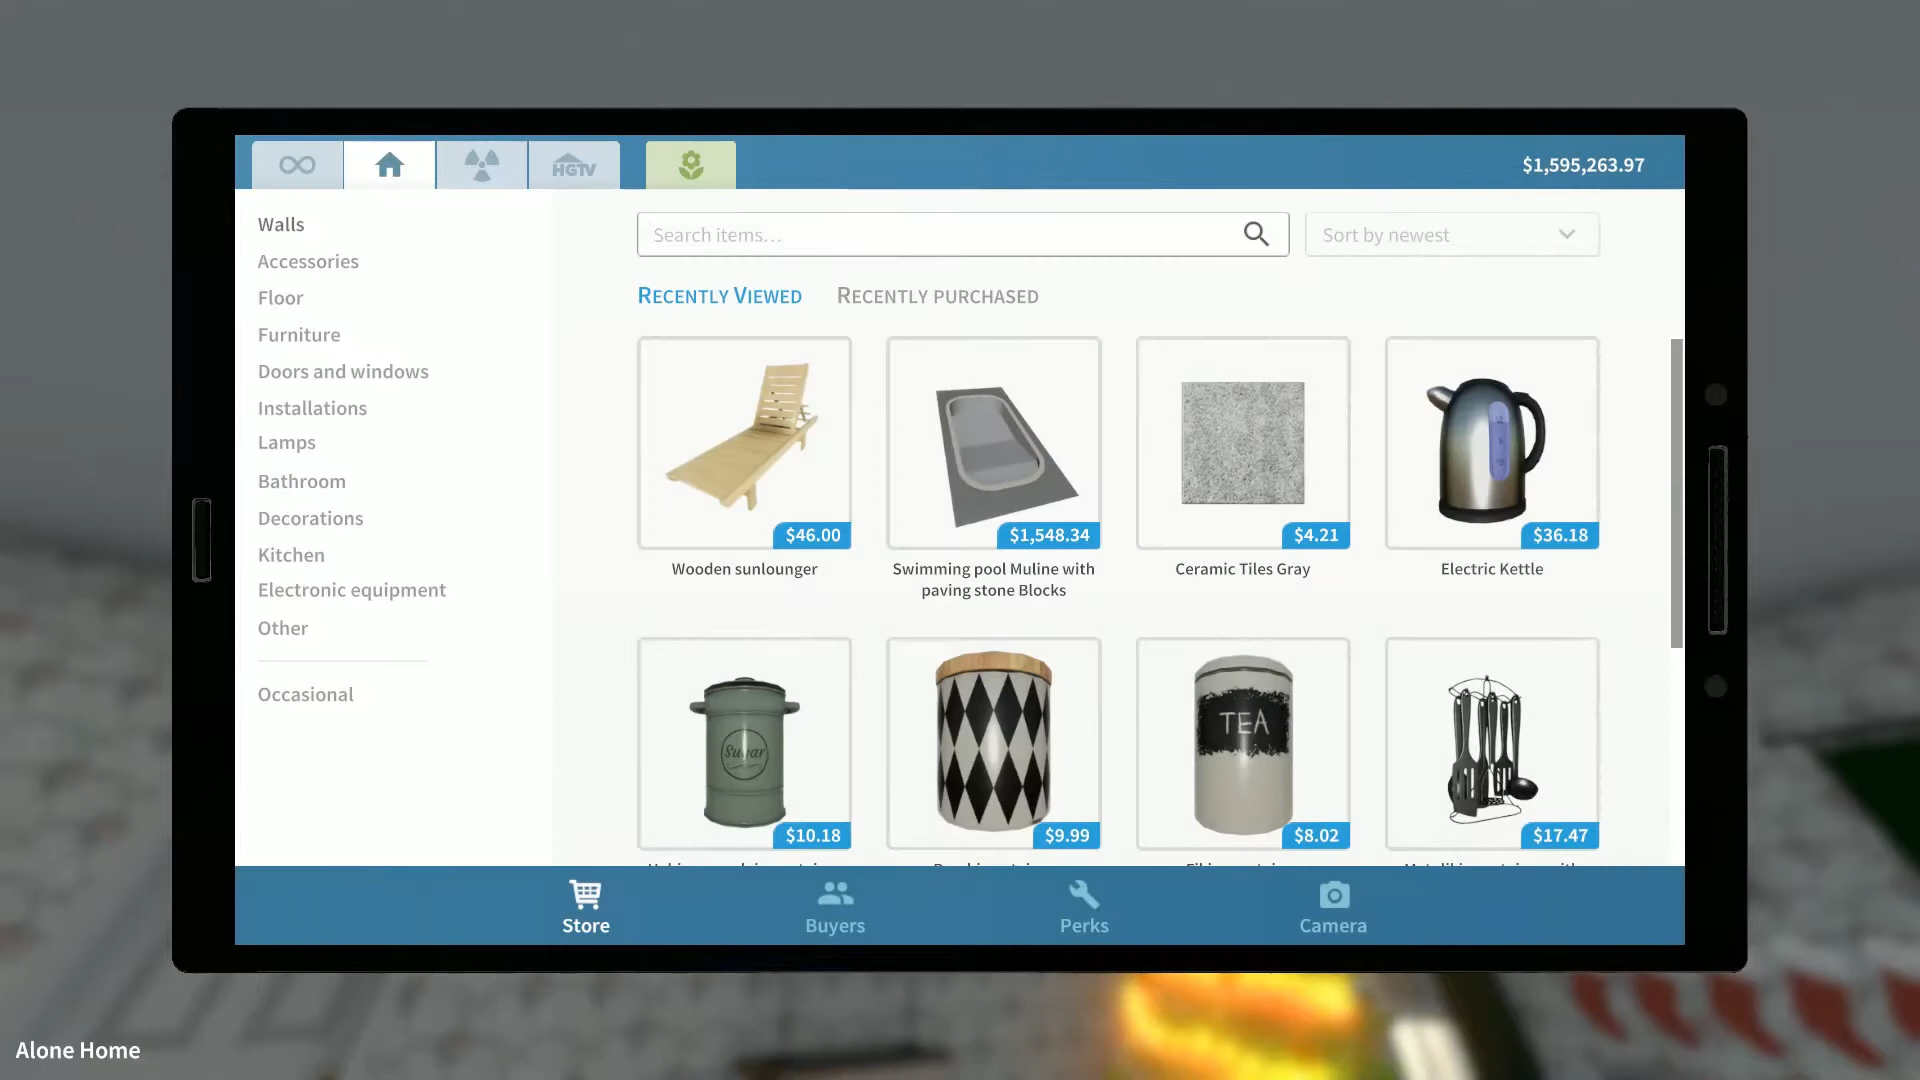 HGTV
$1,595,263.97
Walls
Accessories
Floor
Furniture
Doors and windows
Installations
Lamps
Bathroom
Decorations
Kitchen
Electronic equipment
Other
Occasional
Search items...
Sort by newest
RECENTLY VIEWED
RECENTLY PURCHASED
$46.00
$1,548.34
$4.21
$36.18
Wooden sunlounger
Swimming pool Muline with
paving stone Blocks
Ceramic Tiles Gray
Electric Kettle
Sugar
TEA
$10.18
$9.99
$8.02
$17.47
Store
Buyers
Perks
Camera
Alone Home